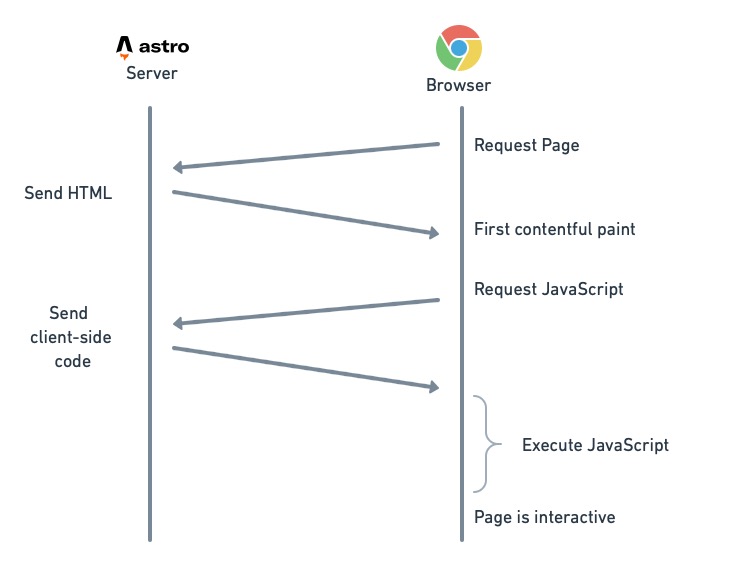 astro
Server
Browser
Request Page
Send HTML
First contentful paint
Request JavaScript
Send
client-side
code
Execute JavaScript
Page is interactive